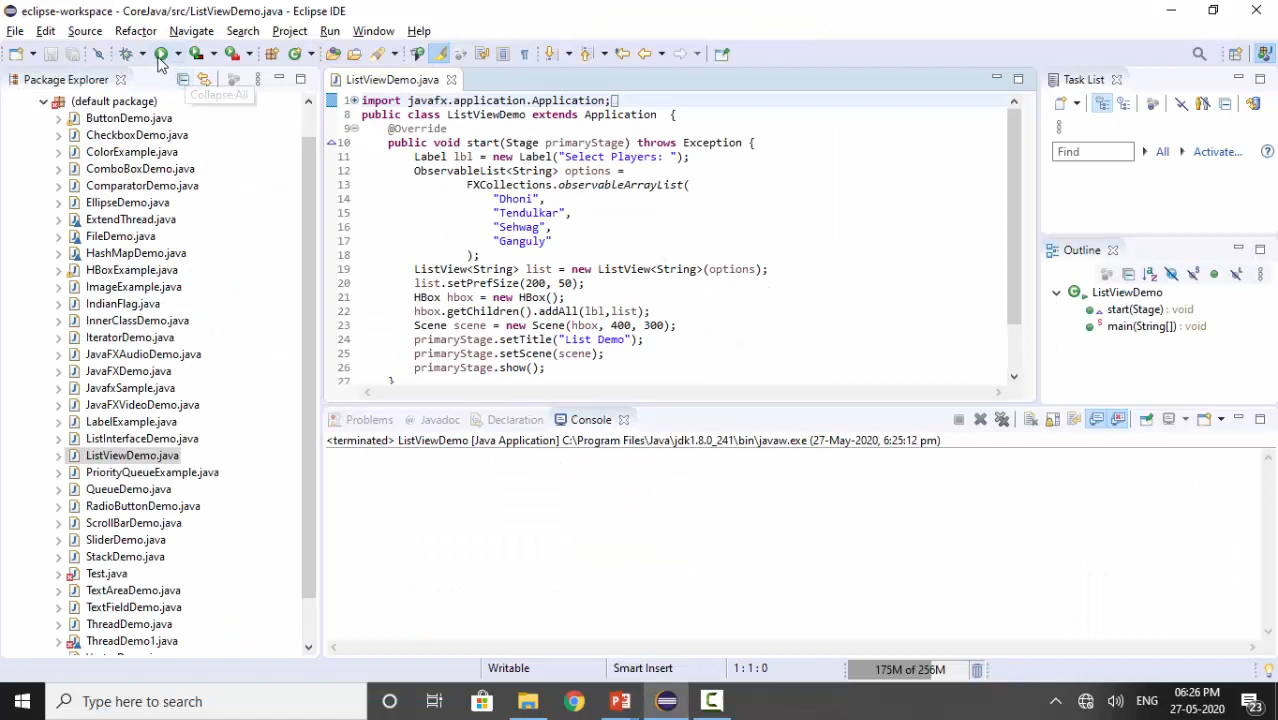 eclipse-workspace - CoreJava/src/ListViewDemo.java - Eclipse IDE
File Edit Source Refactor Navigate Search Project Run Window Help
Package Explorer
Collapse All
(default package)
ButtonDemo.java
CheckboxDemo.java
ColorExample.java
ComboBoxDemo.java
ComparatorDemo.java
EllipseDemo.java
ExtendThread.java
FileDemo.java
HashMapDemo.java
HBoxExample.java
ImageExample.java
IndianFlag.java
InnerClassDemo.java
IteratorDemo.java
JavaFXAudioDemo.java
JavaFXDemo.java
JavafxSample.java
JavaFXVideoDemo.java
LabelExample.java
ListInterfaceDemo.java
ListViewDemo.java
PriorityQueueExample.java
QueueDemo.java
RadioButtonDemo.java
ScrollBarDemo.java
SliderDemo.java
StackDemo.java
Test.java
TextAreaDemo.java
TextFieldDemo.java
ThreadDemo.java
ThreadDemo1.java
ListViewDemo.java
1 import javafx.application.Application;
8 public class ListViewDemo extends Application {
9 @Override
10 public void start(Stage primaryStage) throws Exception {
11 Label lbl = new Label("Select Players: ");
12 ObservableList<String> options =
13 FXCollections.observableArrayList(
14 "Dhoni",
15 "Tendulkar",
16 "Sehwag",
17 "Ganguly"
18 );
19 ListView<String> list = new ListView<String>(options);
20 list.setPrefSize(200, 50);
21 HBox hbox = new HBox();
22 hbox.getChildren().addAll(lbl,list);
23 Scene scene = new Scene(hbox, 400, 300);
24 primaryStage.setTitle("List Demo");
25 primaryStage.setScene(scene);
26 primaryStage.show();
27 }
Task List
Find All Activate...
Outline
ListViewDemo
start(Stage) : void
main(String[]) : void
Problems Javadoc Declaration Console
<terminated> ListViewDemo [Java Application] C:\Program Files\Java\jdk1.8.0_241\bin\javaw.exe (27-May-2020, 6:25:12 pm)
Writable Smart Insert 1 : 1 : 0 175M of 256M
Type here to search
ENG
06:26 PM
27-05-2020
23